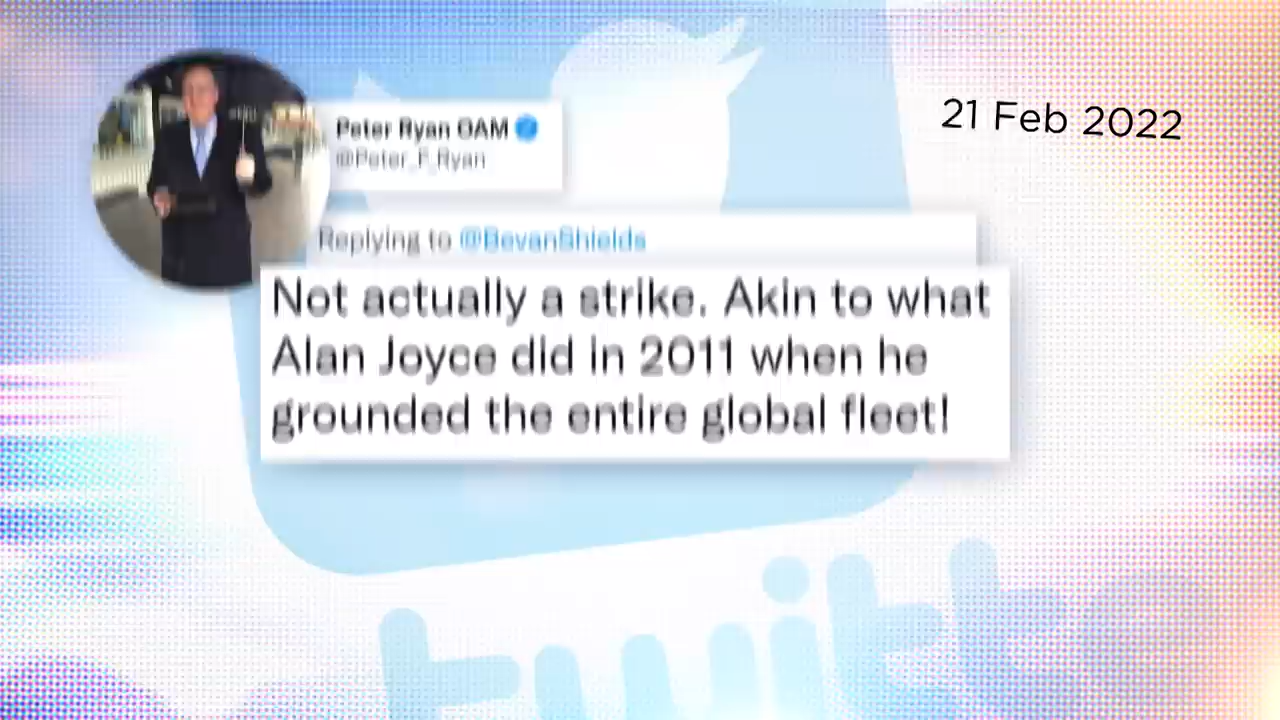 21 Feb 2022
Peter Ryan OAM
@Peter_F_Ryan
Replying to @BevanShields
Not actually a strike. Akin to what
Alan Joyce did in 2011 when he
grounded the entire global fleet!
twitte